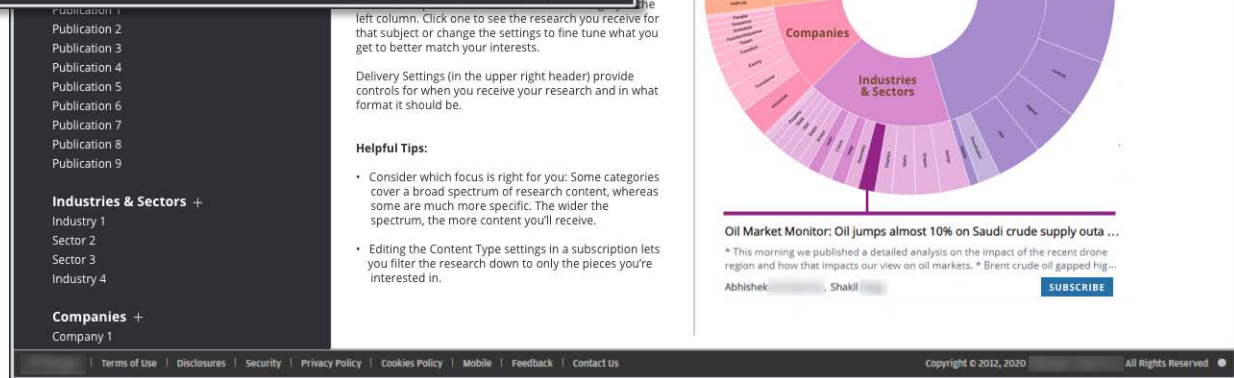 Publication 1
Publication 2
Publication 3
Publication 4
Publication 5
Publication 6
Publication 7
Publication 8
Publication 9
Industries & Sectors +
Industry 1
Sector 2
Sector 3
Industry 4
Companies +
Company 1
the
left column. Click one to see the research you receive for
that subject or change the settings to fine tune what you
get to better match your interests.
Delivery Settings (in the upper right header) provide
controls for when you receive your research and in what
format it should be.
Helpful Tips:
• Consider which focus is right for you: Some categories
cover a broad spectrum of research content, whereas
some are much more specific. The wider the
spectrum, the more content you'll receive.
• Editing the Content Type settings in a subscription lets
you filter the research down to only the pieces you're
interested in.
Companies
Industries
& Sectors
Oil Market Monitor: Oil jumps almost 10% on Saudi crude supply outa ...
* This morning we published a detailed analysis on the impact of the recent drone
region and how that impacts our view on oil markets. * Brent crude oil gapped hig...
Abhishek , Shakil
SUBSCRIBE
| Terms of Use | Disclosures | Security | Privacy Policy | Cookies Policy | Mobile | Feedback | Contact Us
Copyright © 2012, 2020 All Rights Reserved